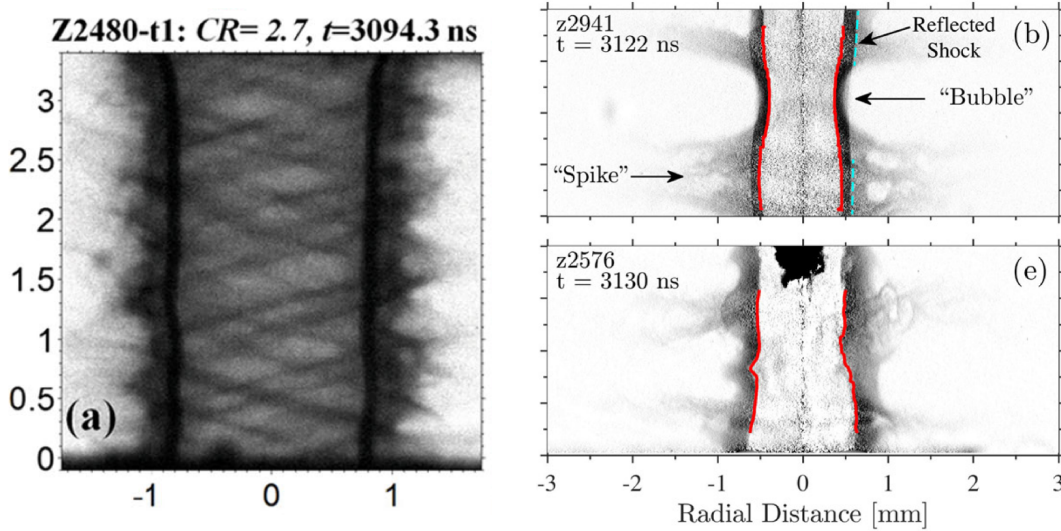 Z2480-t1: CR= 2.7, t=3094.3 ns
3
2.5
2
1.5
1
0.5
0
(a)
-1
0
1
z2941
t = 3122 ns
Reflected
Shock
(b)
“Bubble”
“Spike”
z2576
t = 3130 ns
(e)
-3
-2
-1
0
1
2
3
Radial Distance [mm]